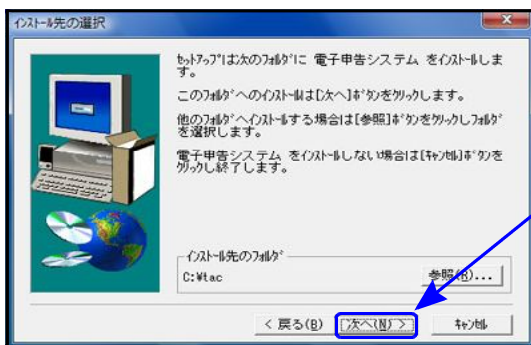 インストール先の選択
ｾｯﾄｱｯﾌﾟは次のﾌｫﾙﾀﾞに 電子申告システム をｲﾝｽﾄｰﾙします。
このﾌｫﾙﾀﾞへのｲﾝｽﾄｰﾙは[次へ]ﾎﾞﾀﾝをｸﾘｯｸします。
他のﾌｫﾙﾀﾞへｲﾝｽﾄｰﾙする場合は[参照]ﾎﾞﾀﾝをｸﾘｯｸしﾌｫﾙﾀﾞ
を選択します。
電子申告システム をｲﾝｽﾄｰﾙしない場合は[ｷｬﾝｾﾙ]ﾎﾞﾀﾝを
ｸﾘｯｸし終了します。
ｲﾝｽﾄｰﾙ先のﾌｫﾙﾀﾞ
C:¥tac
参照(R)...
< 戻る(B)
次へ(N) >
ｷｬﾝｾﾙ